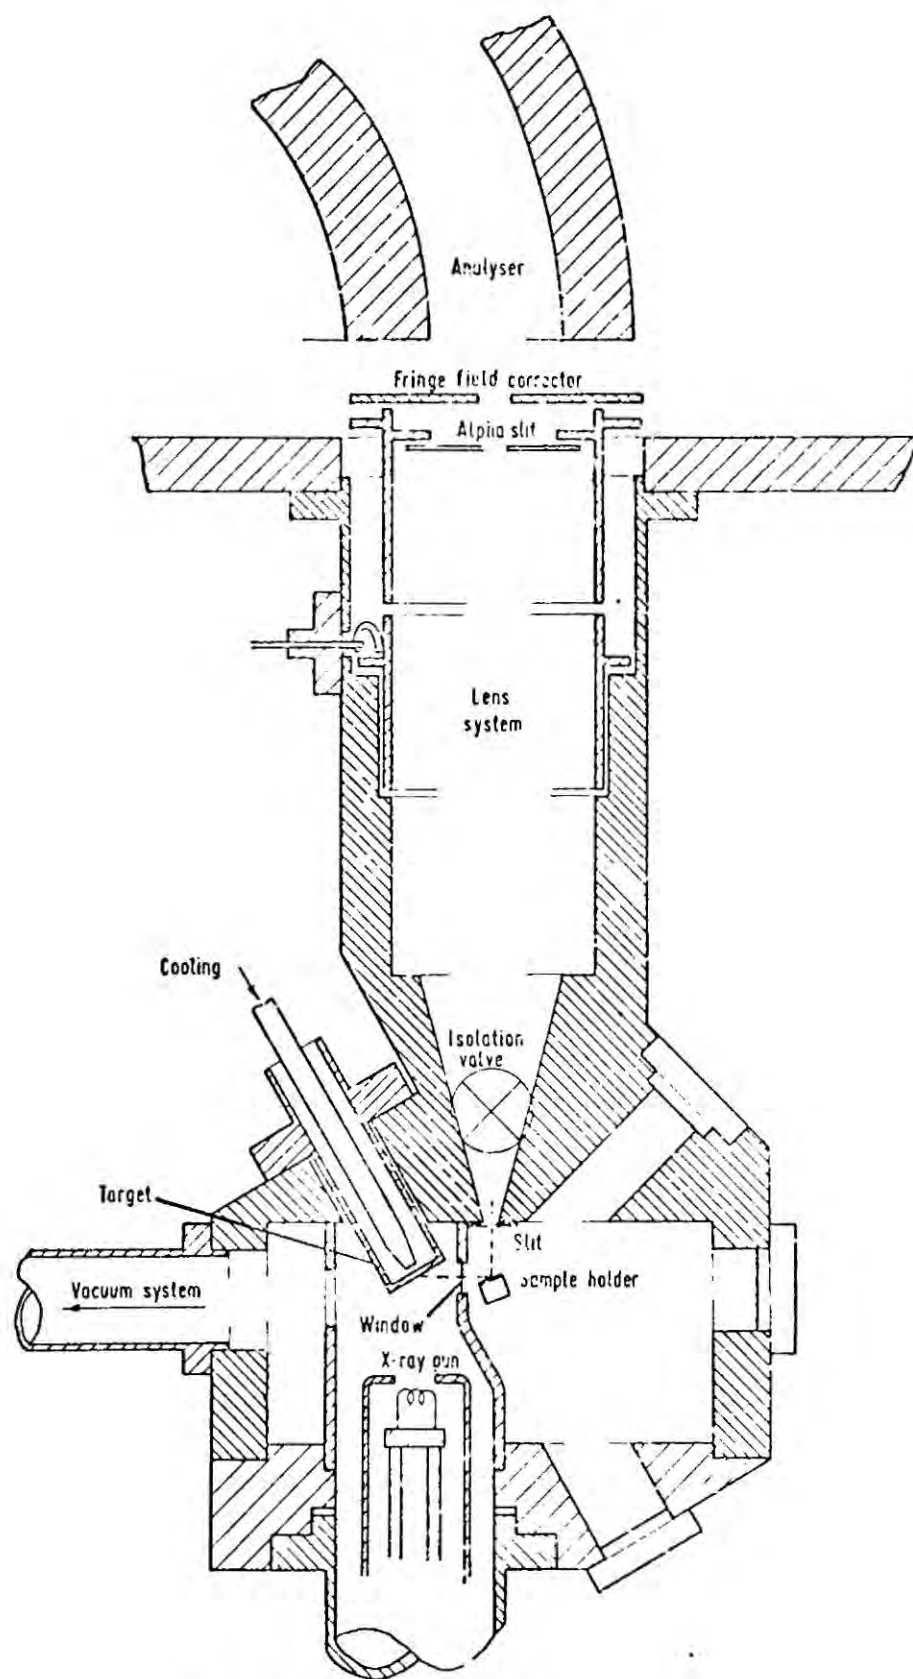 Analyser
Fringe field corrector
Alpha slit
Lens
system
Cooling
Isolation
valve
Target
Slit
Vacuum system
Sample holder
Window
X-ray gun